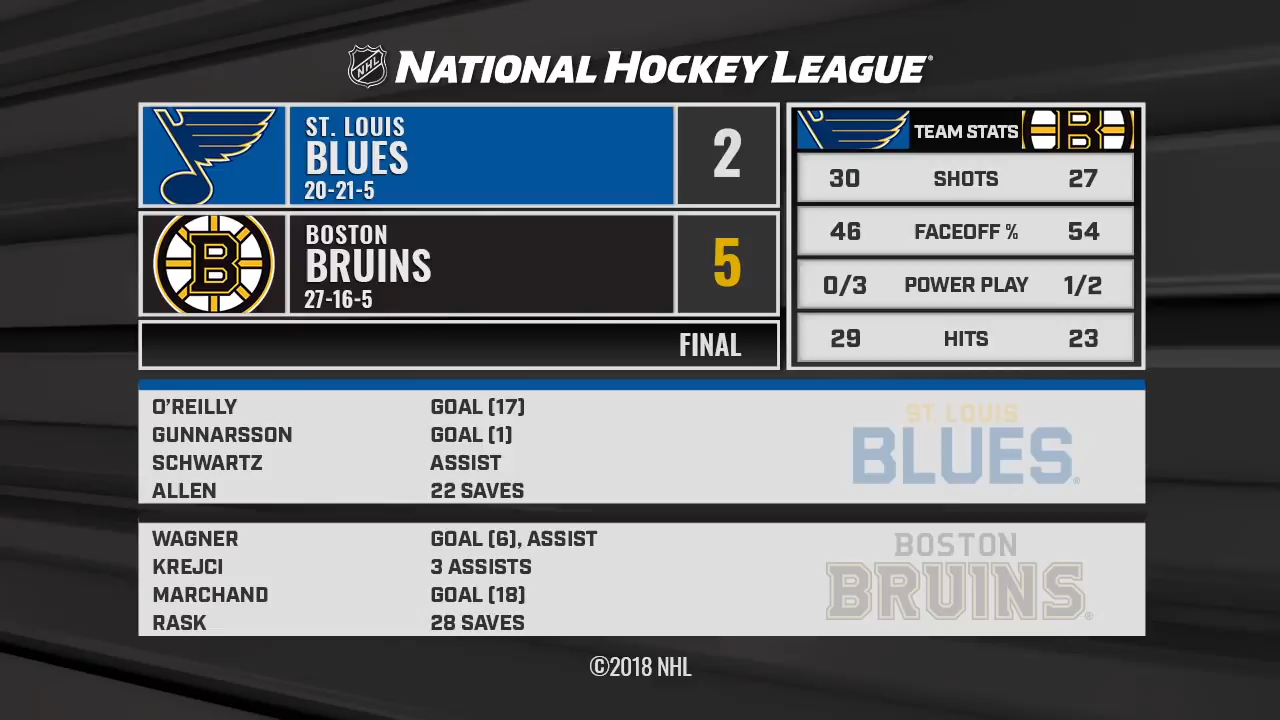 NHL NATIONAL HOCKEY LEAGUE®
ST. LOUIS
BLUES
20-21-5
2
BOSTON
BRUINS
27-16-5
5
FINAL
B TEAM STATS B
30 SHOTS 27
46 FACEOFF % 54
0/3 POWER PLAY 1/2
29 HITS 23
O'REILLY GOAL (17)
GUNNARSSON GOAL (1)
SCHWARTZ ASSIST
ALLEN 22 SAVES
ST. LOUIS
BLUES®
WAGNER GOAL (6), ASSIST
KREJCI 3 ASSISTS
MARCHAND GOAL (18)
RASK 28 SAVES
BOSTON
BRUINS®
©2018 NHL